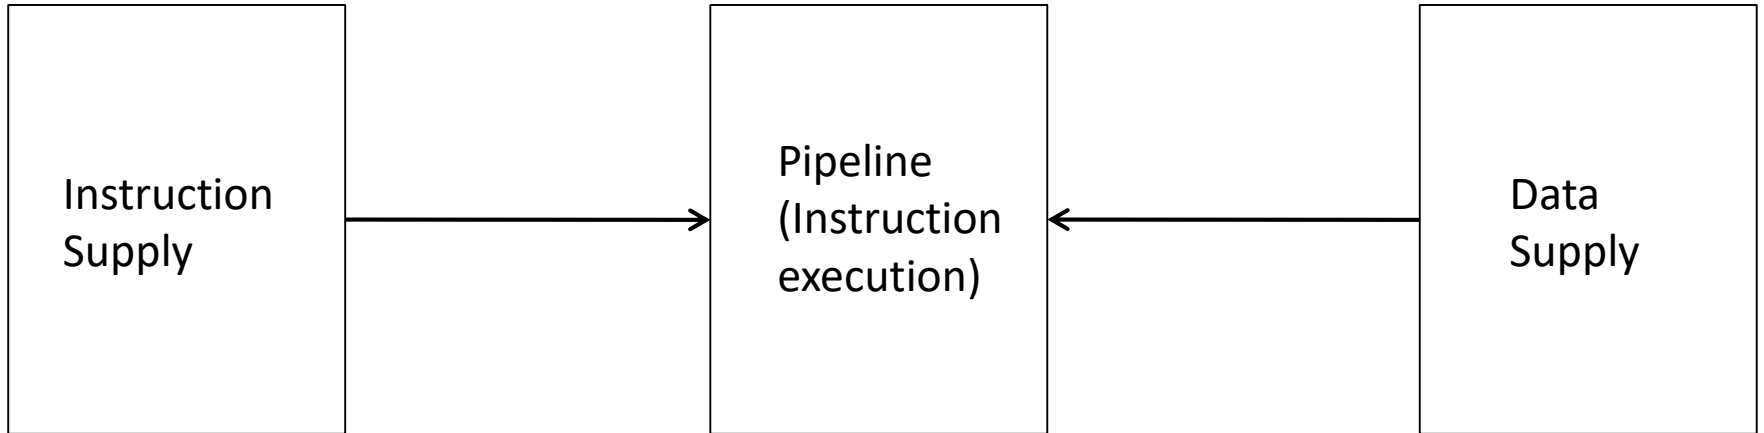 Instruction
Supply
Pipeline
(Instruction
execution)
Data
Supply